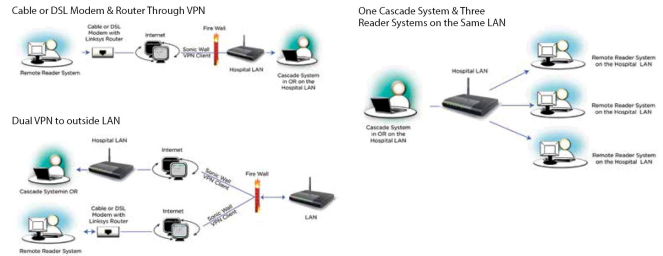 Cable or DSL Modem & Router Through VPN
Cable or DSL
Modem with
Linksys Router
Internet
Fire Wall
Sonic Wall
VPN Client
Remote Reader System
Hospital LAN
Cascade System
in OR on the
Hospital LAN
Dual VPN to outside LAN
Hospital LAN
Internet
Sonic Wall
VPN Client
Fire Wall
Cascade Systemin OR
Cable or DSL
Modem with
Linksys Router
Internet
Sonic Wall
VPN Client
LAN
Remote Reader System
One Cascade System & Three
Reader Systems on the Same LAN
Hospital LAN
Cascade System
in OR on the
Hospital LAN
Remote Reader System
on the Hospital LAN
Remote Reader System
on the Hospital LAN
Remote Reader System
on the Hospital LAN